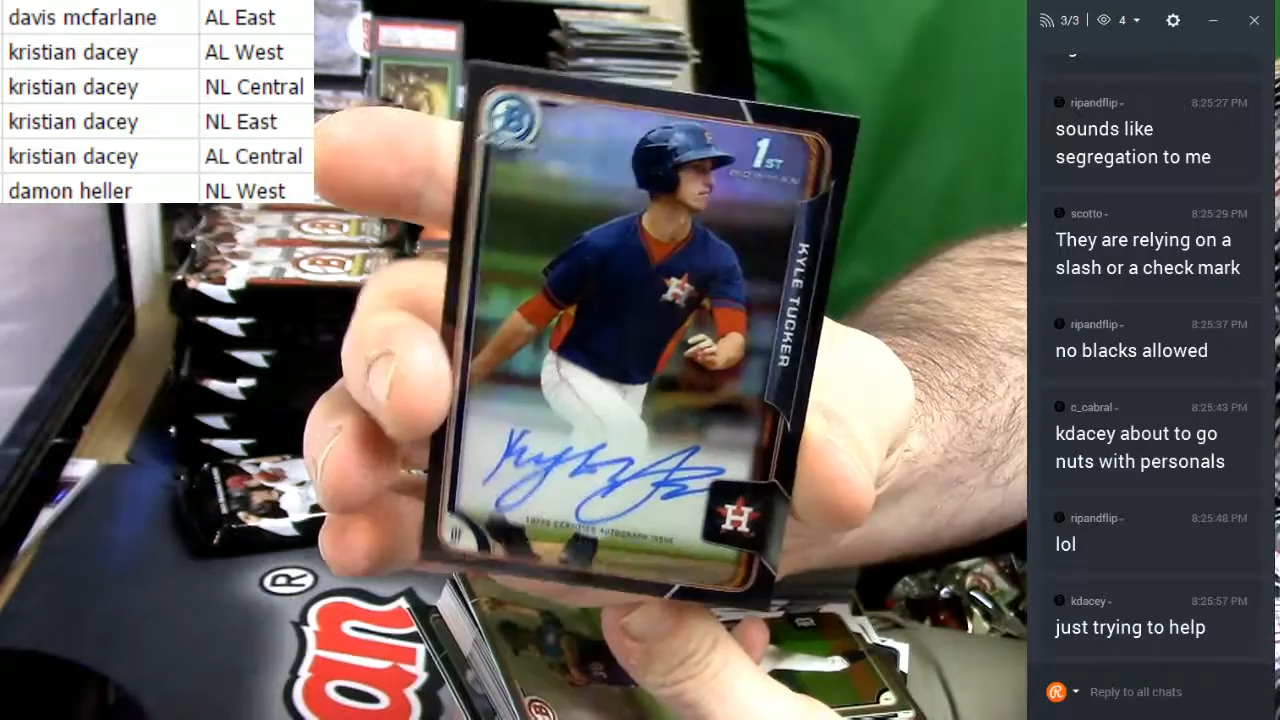 davis mcfarlane AL East
kristian dacey AL West
kristian dacey NL Central
kristian dacey NL East
kristian dacey AL Central
damon heller NL West
1ST
BOWMAN
KYLE TUCKER
TOPPS CERTIFIED AUTOGRAPH ISSUE
H
®
an
3/3 4
ripandflip 8:25:27 PM
sounds like
segregation to me
scotto 8:25:29 PM
They are relying on a
slash or a check mark
ripandflip 8:25:37 PM
no blacks allowed
c_cabral 8:25:43 PM
kdacey about to go
nuts with personals
ripandflip 8:25:48 PM
lol
kdacey 8:25:57 PM
just trying to help
Reply to all chats